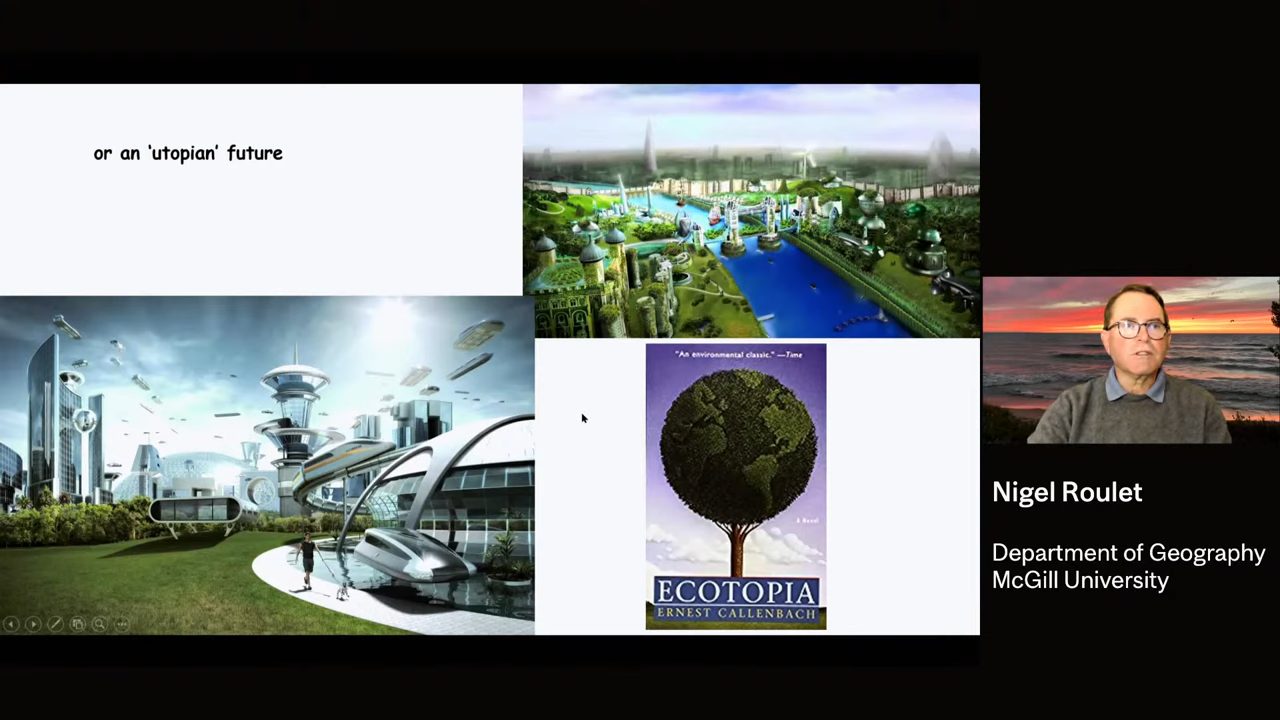 or an ‘utopian’ future
"An environmental classic." —Time
A Novel
ECOTOPIA
ERNEST CALLENBACH
Nigel Roulet
Department of Geography
McGill University